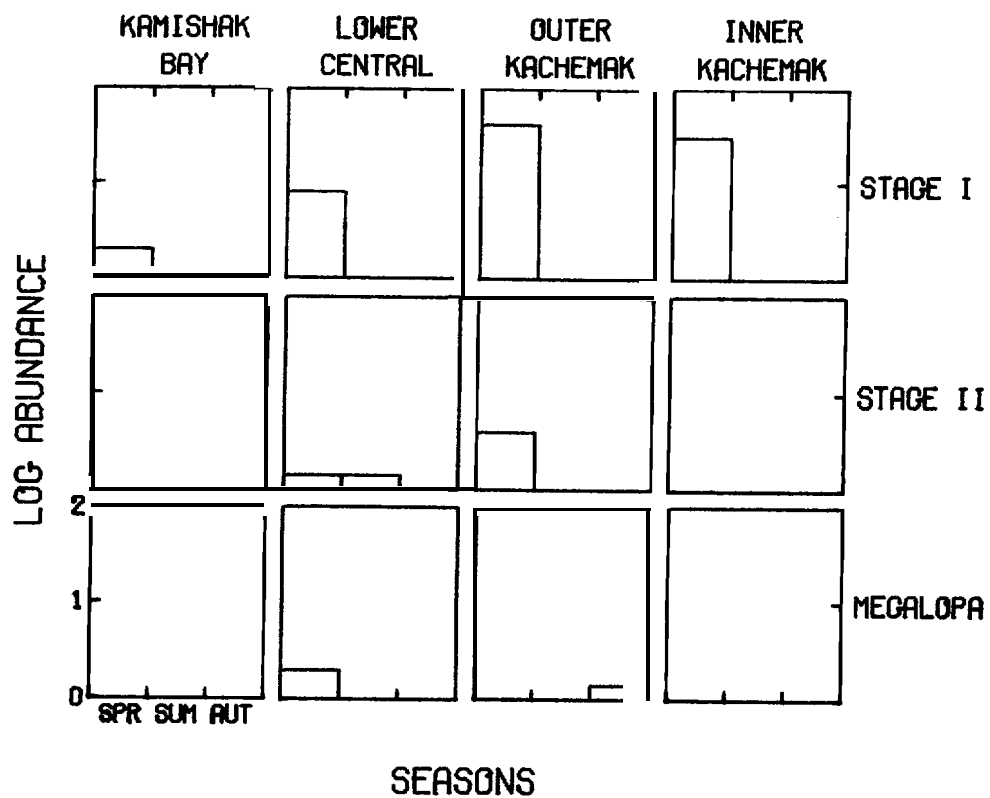 KAMISHAK BAY
LOWER CENTRAL
OUTER KACHEMAK
INNER KACHEMAK
STAGE I
STAGE II
MEGALOPA
LOG ABUNDANCE
2
1
0
SPR SUM AUT
SEASONS